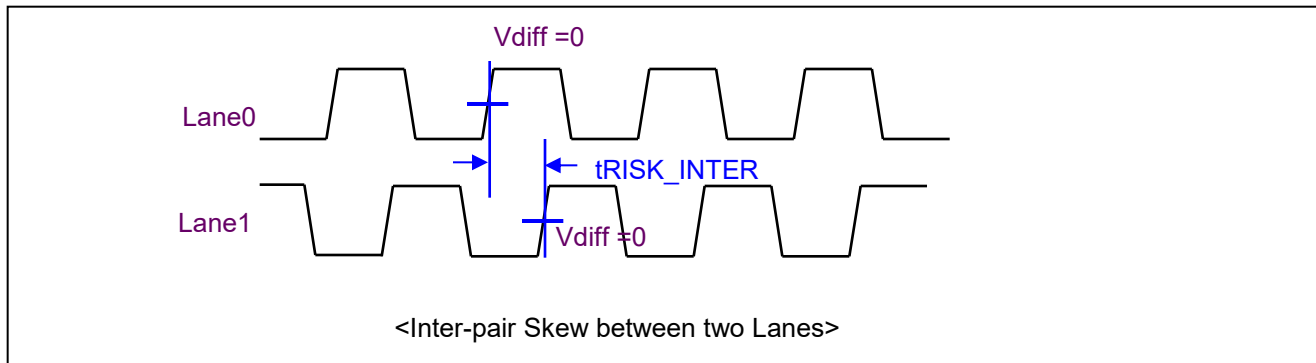 Vdiff =0
Lane0
tRISK_INTER
Lane1
Vdiff =0
<Inter-pair Skew between two Lanes>